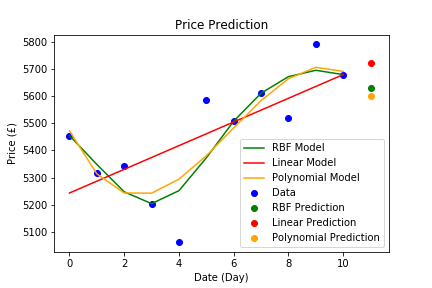 Price Prediction
5800
5700
5600
5500
5400
5300
5200
5100
Price (£)
RBF Model
Linear Model
Polynomial Model
Data
RBF Prediction
Linear Prediction
Polynomial Prediction
0 2 4 6 8 10
Date (Day)